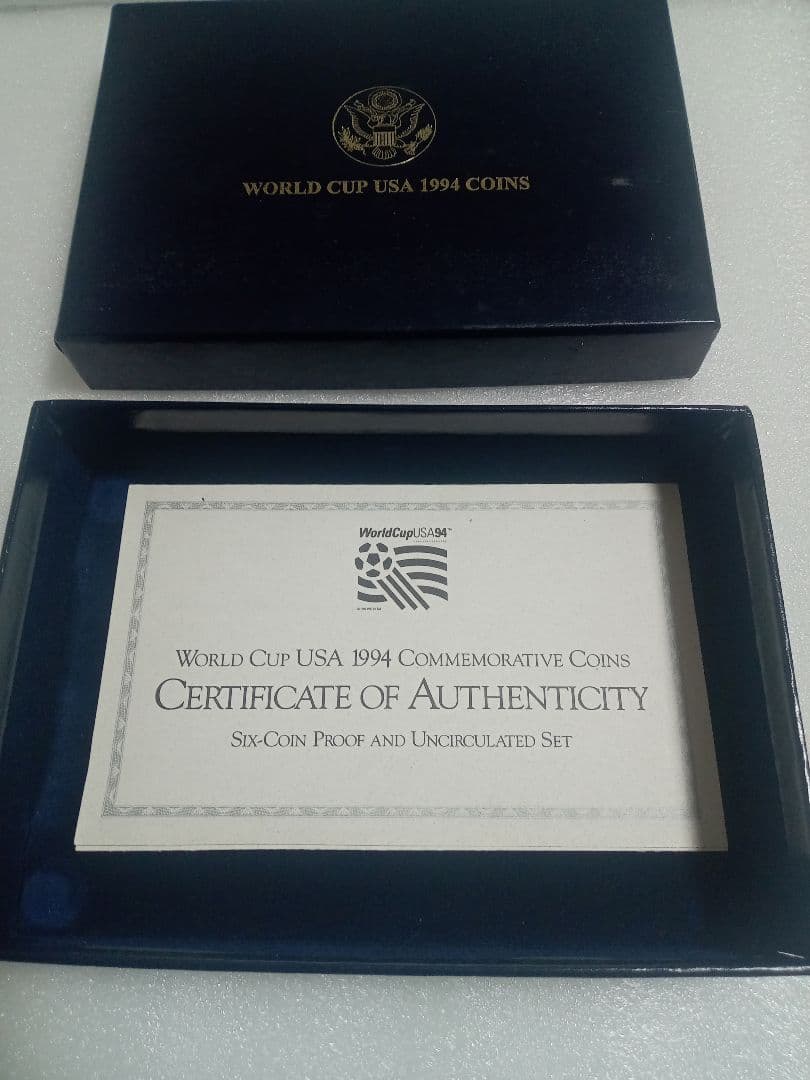 WORLD CUP USA 1994 COINS
WorldCupUSA94™
WORLD CUP USA 1994 COMMEMORATIVE COINS
CERTIFICATE OF AUTHENTICITY
SIX-COIN PROOF AND UNCIRCULATED SET